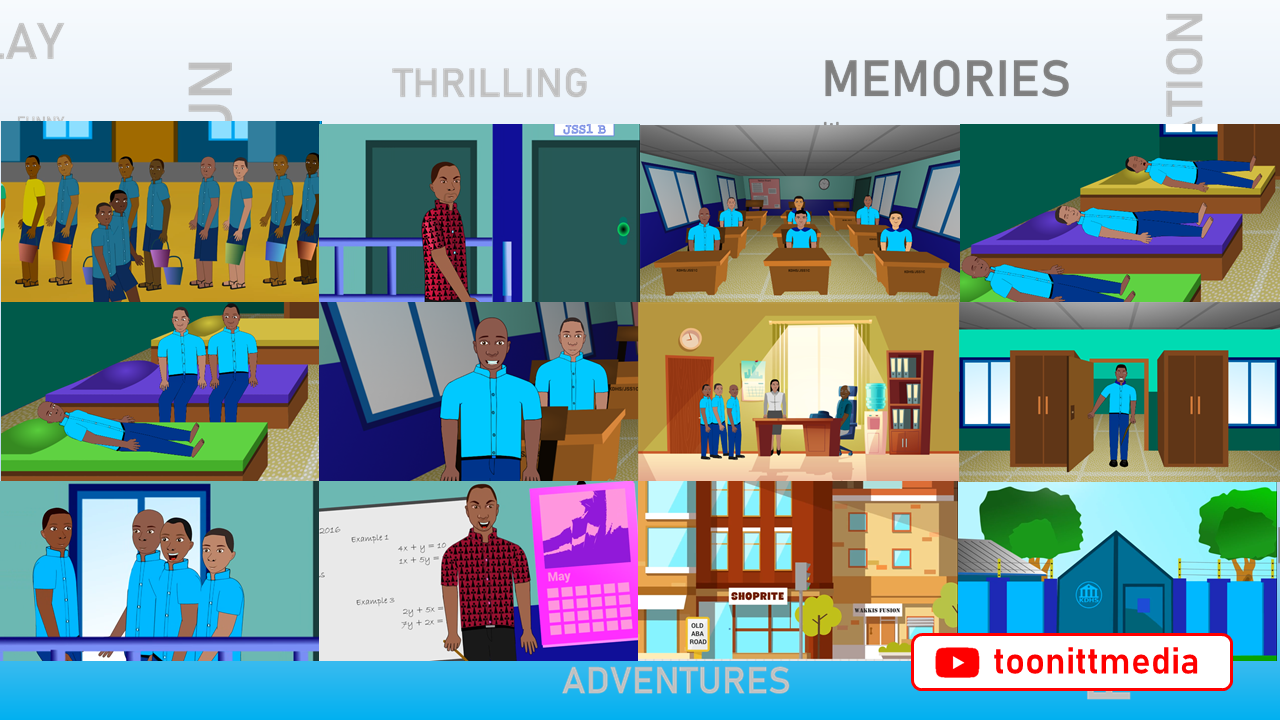 LAY
UN
FUNNY
THRILLING
MEMORIES
ATION
JSS1 B
2016
Example 1
4x + y = 10
1x + 5y =
Example 3
2y + 5x =
7y + 2x =
May
SHOPRITE
OLD
ABA
ROAD
WAKKIS FUSION
ADVENTURES
toonittmedia